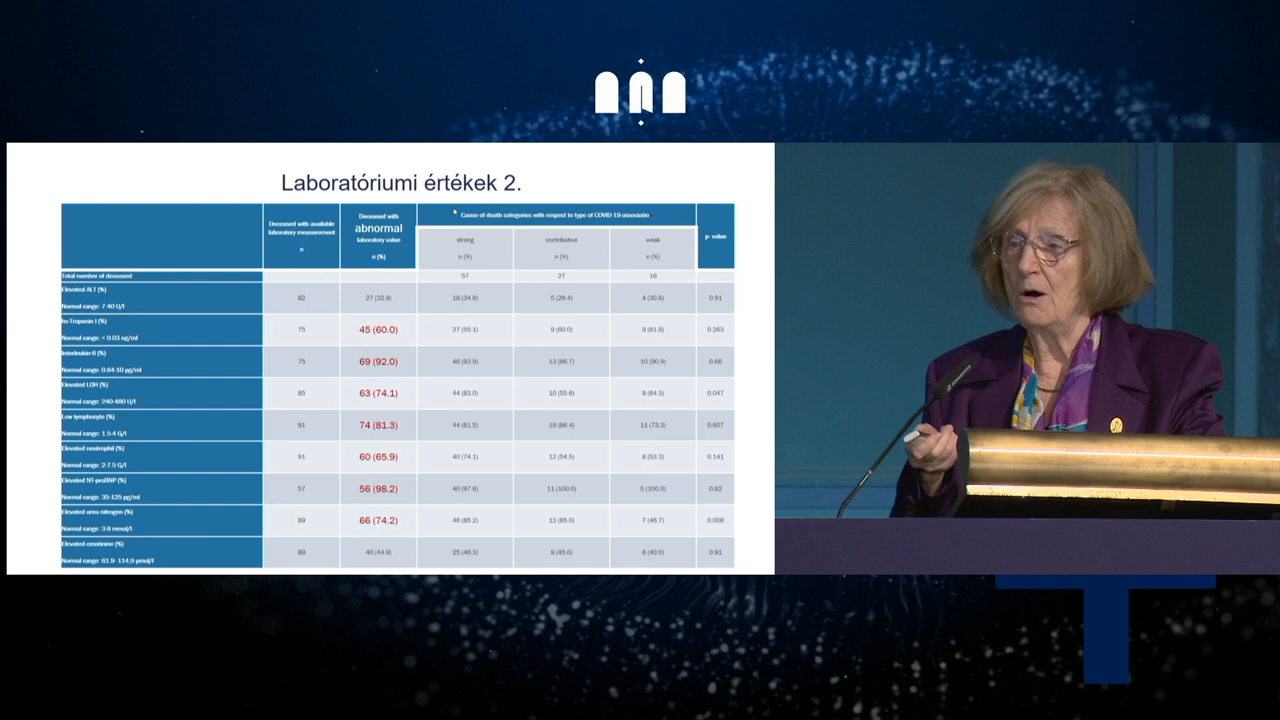 Laboratóriumi értékek 2.
Deceased with available laboratory measurement n
Deceased with abnormal laboratory value n (%)
Cause of death categories with respect to type of COVID-19 associatio
p- value
strong n (%)
contributive n (%)
weak n (%)
Total number of deceased 57 27 16
Elevated ALT (%)
Normal range: 7-40 U/l
82 27 (32.9) 18 (34.6) 5 (29.4) 4 (30.8) 0.91
hs-Troponin I (%)
Normal range: < 0.03 ng/ml
75 45 (60.0) 27 (55.1) 9 (60.0) 9 (81.8) 0.263
Interleukin-6 (%)
Normal range: 0.64-10 pg/ml
75 69 (92.0) 46 (93.9) 13 (86.7) 10 (90.9) 0.66
Elevated LDH (%)
Normal range: 240-480 U/l
85 63 (74.1) 44 (83.0) 10 (55.6) 9 (64.3) 0.047
Low lymphocyte (%)
Normal range: 1.5-4 G/l
91 74 (81.3) 44 (81.5) 19 (86.4) 11 (73.3) 0.607
Elevated neutrophil (%)
Normal range: 2-7.5 G/l
91 60 (65.9) 40 (74.1) 12 (54.5) 8 (53.3) 0.141
Elevated NT-proBNP (%)
Normal range: 35-125 pg/ml
57 56 (98.2) 40 (97.6) 11 (100.0) 5 (100.0) 0.82
Elevated urea nitrogen (%)
Normal range: 3-8 mmol/l
89 66 (74.2) 46 (85.2) 13 (65.0) 7 (46.7) 0.006
Elevated creatinine (%)
Normal range: 61.9- 114,9 µmol/l
89 40 (44.9) 25 (46.3) 9 (45.0) 6 (40.0) 0.91